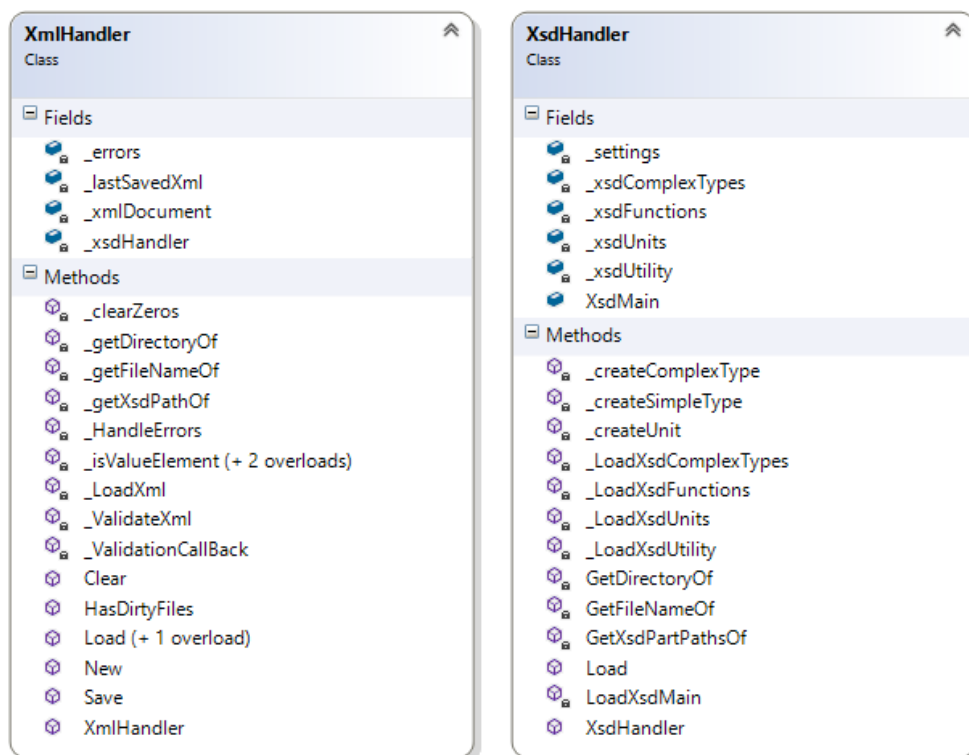 XmlHandler
Class
Fields
_errors
_lastSavedXml
_xmlDocument
_xsdHandler
Methods
_clearZeros
_getDirectoryOf
_getFileNameOf
_getXsdPathOf
_HandleErrors
_isValueElement (+ 2 overloads)
_LoadXml
_ValidateXml
_ValidationCallBack
Clear
HasDirtyFiles
Load (+ 1 overload)
New
Save
XmlHandler
XsdHandler
Class
Fields
_settings
_xsdComplexTypes
_xsdFunctions
_xsdUnits
_xsdUtility
XsdMain
Methods
_createComplexType
_createSimpleType
_createUnit
_LoadXsdComplexTypes
_LoadXsdFunctions
_LoadXsdUnits
_LoadXsdUtility
GetDirectoryOf
GetFileNameOf
GetXsdPartPathsOf
Load
LoadXsdMain
XsdHandler